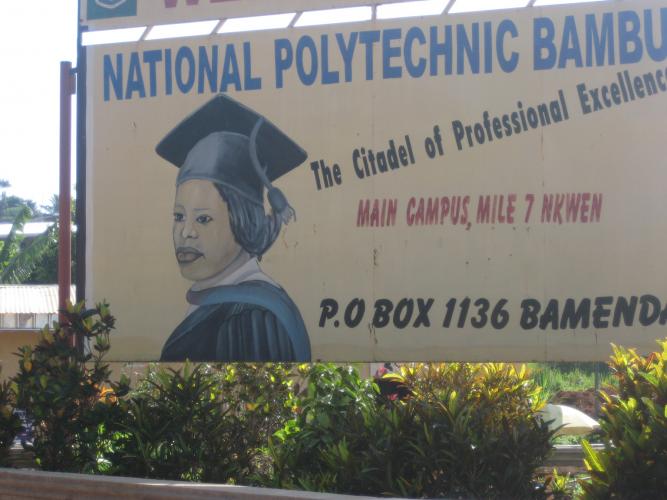 NATIONAL POLYTECHNIC BAMBU
The Citadel of Professional Excellence
MAIN CAMPUS, MILE 7 NKWEN
P.O BOX 1136 BAMENDA